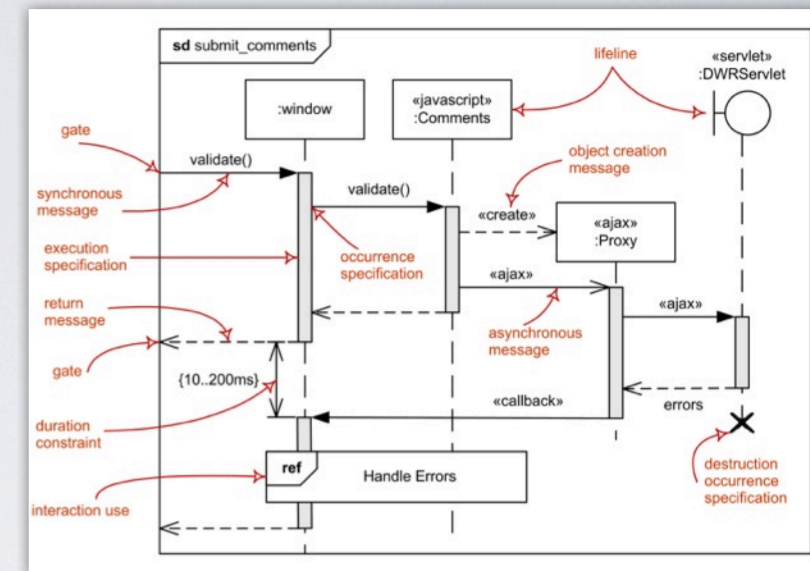 sd submit_comments
lifeline
«servlet»
:DWRServlet
:window
«javascript»
:Comments
gate
validate()
object creation
message
synchronous
message
validate()
«create»
«ajax»
:Proxy
execution
specification
occurrence
specification
«ajax»
return
message
«ajax»
asynchronous
message
gate
{10..200ms}
«callback»
errors
duration
constraint
ref
Handle Errors
destruction
occurrence
specification
interaction use